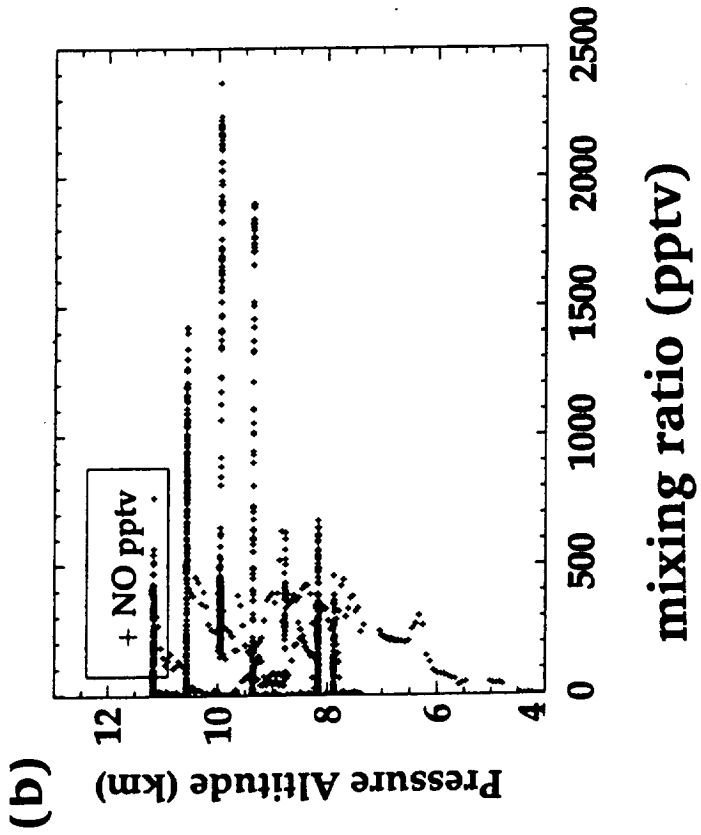 (b)
Pressure Altitude (km)
12
10
8
6
4
+ NO pptv
0
500
1000
1500
2000
2500
mixing ratio (pptv)